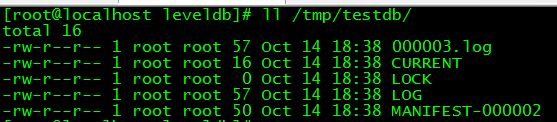 [root@localhost leveldb]# ll /tmp/testdb/
total 16
-rw-r--r-- 1 root root 57 Oct 14 18:38 000003.log
-rw-r--r-- 1 root root 16 Oct 14 18:38 CURRENT
-rw-r--r-- 1 root root  0 Oct 14 18:38 LOCK
-rw-r--r-- 1 root root 57 Oct 14 18:38 LOG
-rw-r--r-- 1 root root 50 Oct 14 18:38 MANIFEST-000002